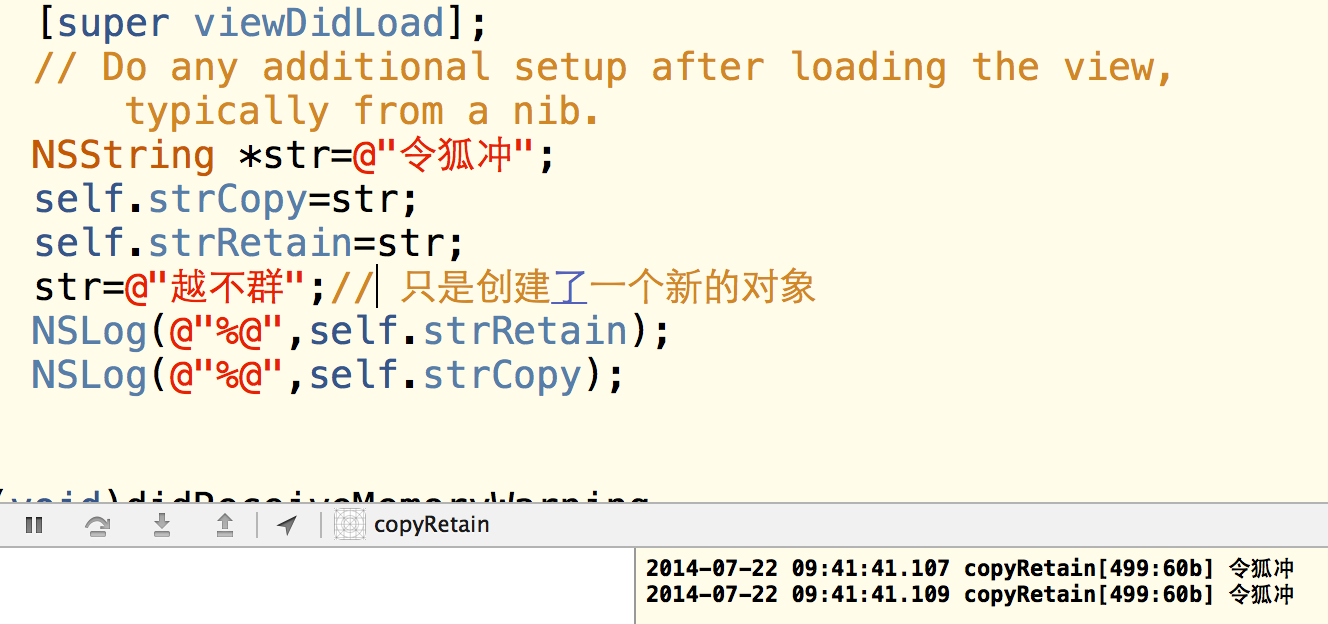 [super viewDidLoad];
// Do any additional setup after loading the view,
typically from a nib.
NSString *str=@"令狐冲";
self.strCopy=str;
self.strRetain=str;
str=@"越不群";// 只是创建了一个新的对象
NSLog(@"%@",self.strRetain);
NSLog(@"%@",self.strCopy);
(void)didReceiveMemoryWarning
copyRetain
2014-07-22 09:41:41.107 copyRetain[499:60b] 令狐冲
2014-07-22 09:41:41.109 copyRetain[499:60b] 令狐冲